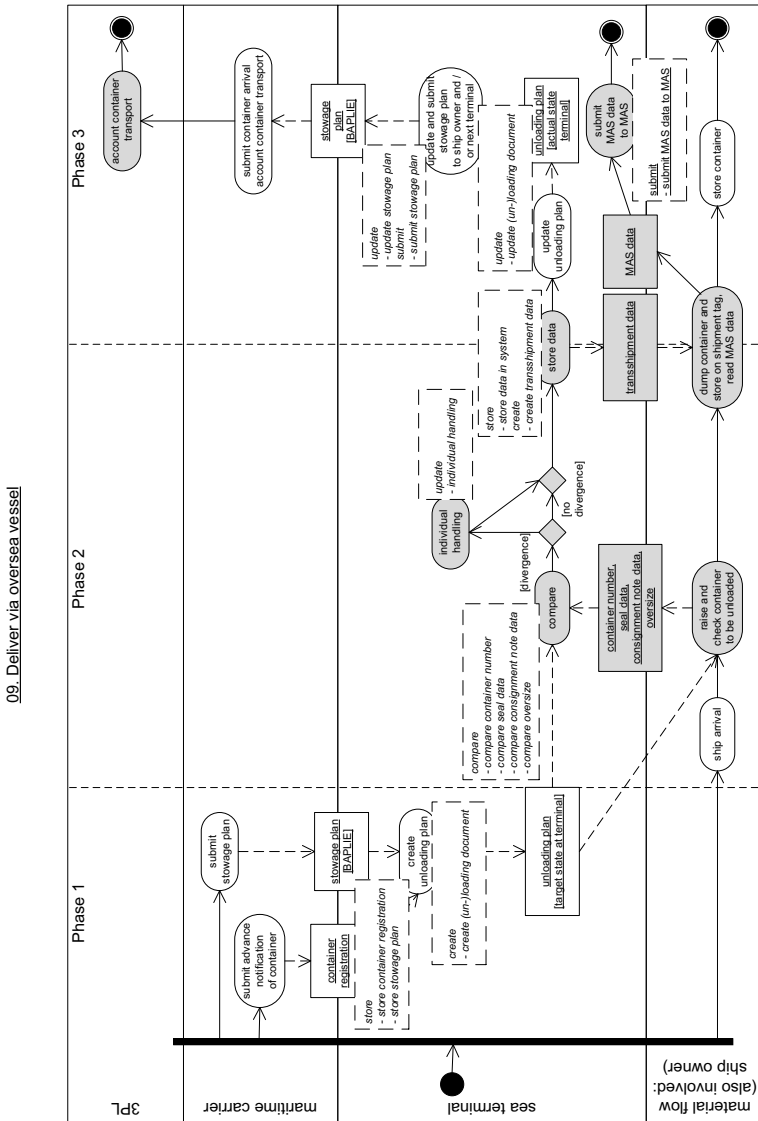 09. Deliver via oversea vessel
Phase 1
Phase 2
Phase 3
3PL
maritime carrier
sea terminal
material flow
(also involved:
ship owner)
account container
transport
submit
stowage plan
submit advance
notification
of container
submit container arrival
account container transport
container
registration
stowage plan
[BAPLIE]
stowage
plan
[BAPLIE]
store
- store container registration
- store stowage plan
create
unloading plan
create
- create (un-)loading document
unloading plan
[target state at terminal]
compare
- compare container number
- compare seal data
- compare consignment note data
- compare oversize
compare
[divergence]
[no
divergence]
individual
handling
update
- individual handling
store
- store data in system
create
- create transshipment data
store data
update
- update stowage plan
submit
- submit stowage plan
update and submit
stowage plan
to ship owner and /
or next terminal
update
- update (un-)loading document
update
unloading plan
unloading plan
[actual state
terminal]
container number,
seal data,
consignment note data,
oversize
transshipment data
MAS data
submit
MAS data
to MAS
submit
- submit MAS data to MAS
ship arrival
raise and
check container
to be unloaded
dump container and
store on shipment tag,
read MAS data
store container